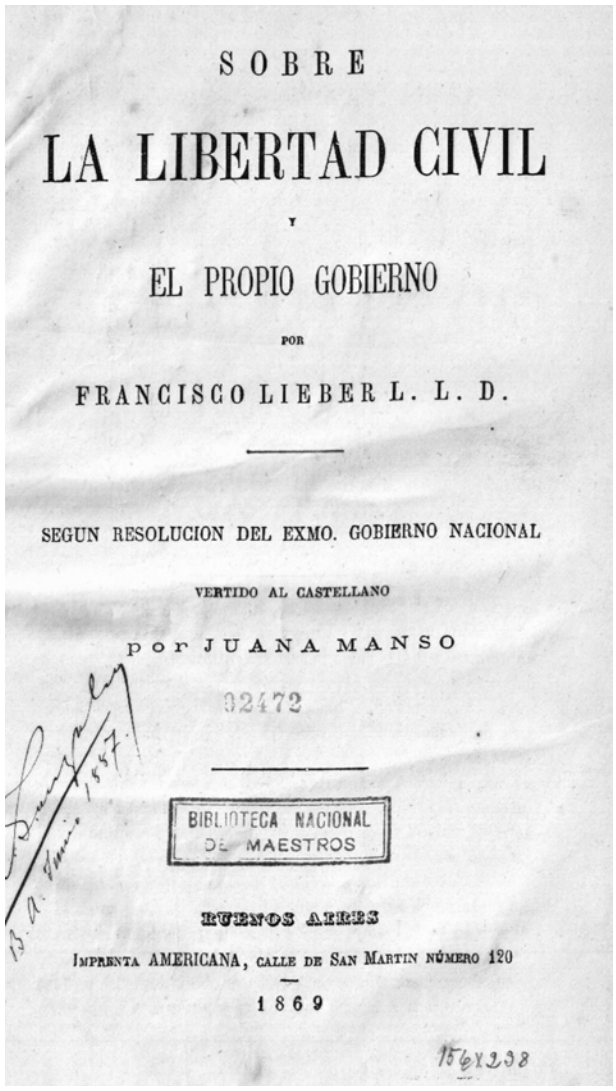 SOBRE
LA LIBERTAD CIVIL
Y
EL PROPIO GOBIERNO
POR
FRANCISCO LIEBER L. L. D.
SEGUN RESOLUCION DEL EXMO. GOBIERNO NACIONAL
VERTIDO AL CASTELLANO
por JUANA MANSO
92472
B. A. Junio 1887.
BIBLIOTECA NACIONAL
DE MAESTROS
BUENOS AIRES
IMPRENTA AMERICANA, CALLE DE SAN MARTIN NÚMERO 120
1869
156X238